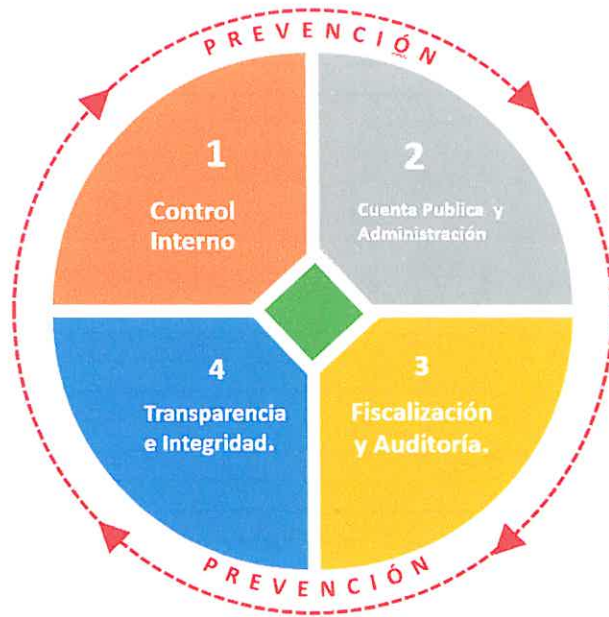 PREVENCIÓN
1
Control
Interno
2
Cuenta Publica y
Administración
4
Transparencia
e Integridad.
3
Fiscalización
y Auditoría.
PREVENCIÓN